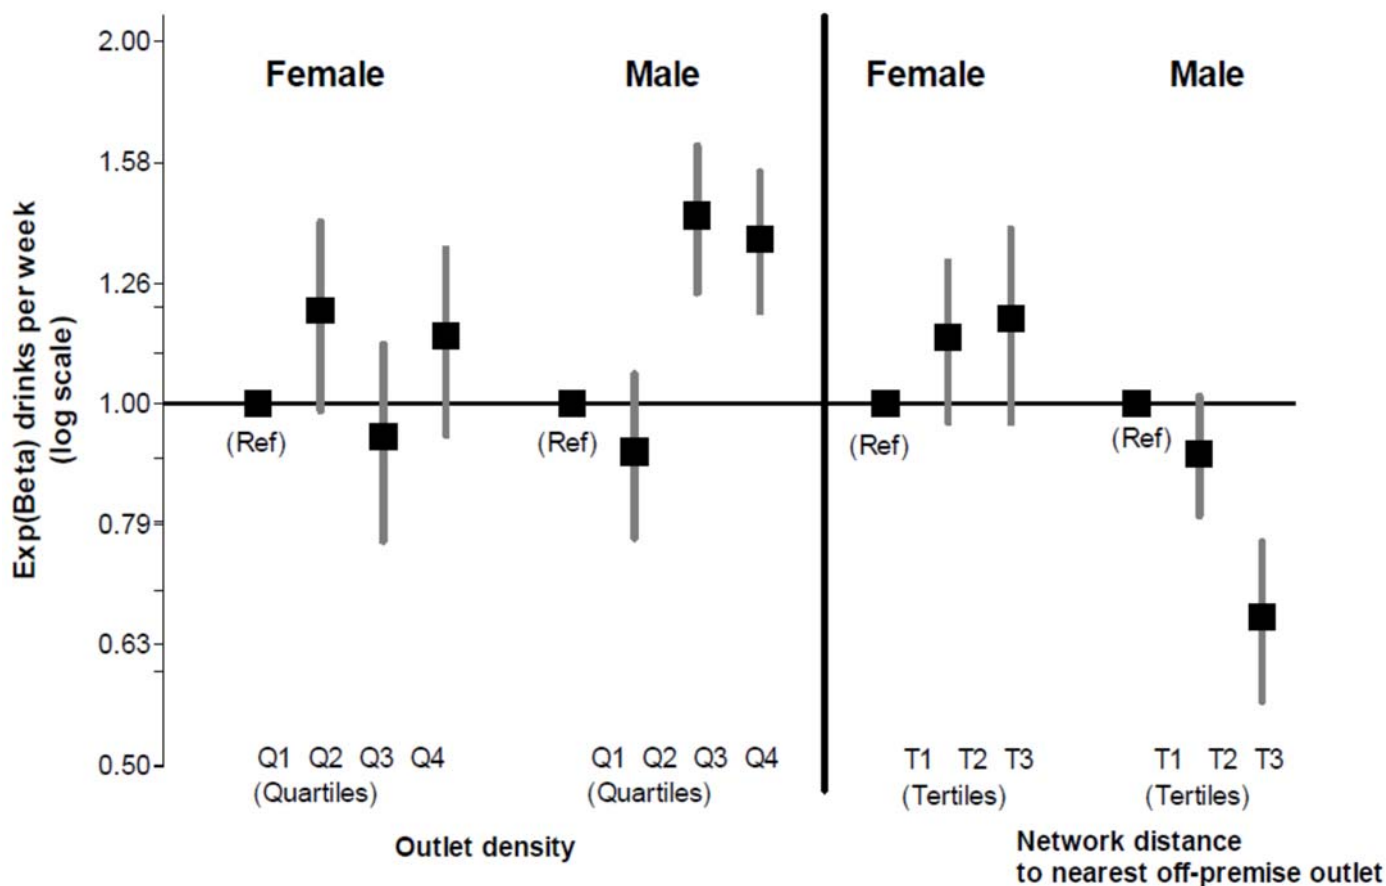 Exp(Beta) drinks per week
(log scale)
2.00
1.58
1.26
1.00
0.79
0.63
0.50
Female
Male
Female
Male
(Ref)
(Ref)
(Ref)
(Ref)
Q1 Q2 Q3 Q4
(Quartiles)
Q1 Q2 Q3 Q4
(Quartiles)
T1 T2 T3
(Tertiles)
T1 T2 T3
(Tertiles)
Outlet density
Network distance
to nearest off-premise outlet